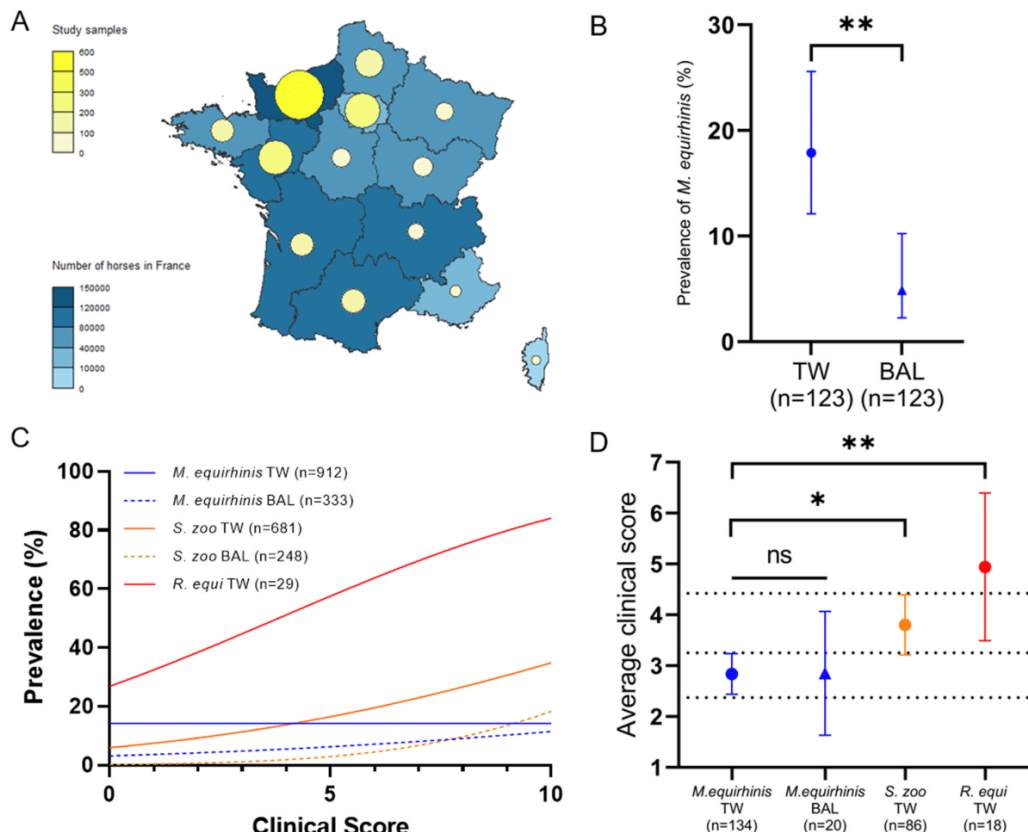 A
Study samples
600
500
300
200
100
0
Number of horses in France
150000
120000
80000
40000
10000
0
B
**
Prevalence of M. equirhinis (%)
30
20
10
0
TW
(n=123)
BAL
(n=123)
C
Prevalence (%)
100
80
60
40
20
0
M. equirhinis TW (n=912)
M. equirhinis BAL (n=333)
S. zoo TW (n=681)
S. zoo BAL (n=248)
R. equi TW (n=29)
0
5
10
Clinical Score
D
**
*
ns
Average clinical score
7
6
5
4
3
2
1
M.equirhinis
TW
(n=134)
M.equirhinis
BAL
(n=20)
S. zoo
TW
(n=86)
R. equi
TW
(n=18)